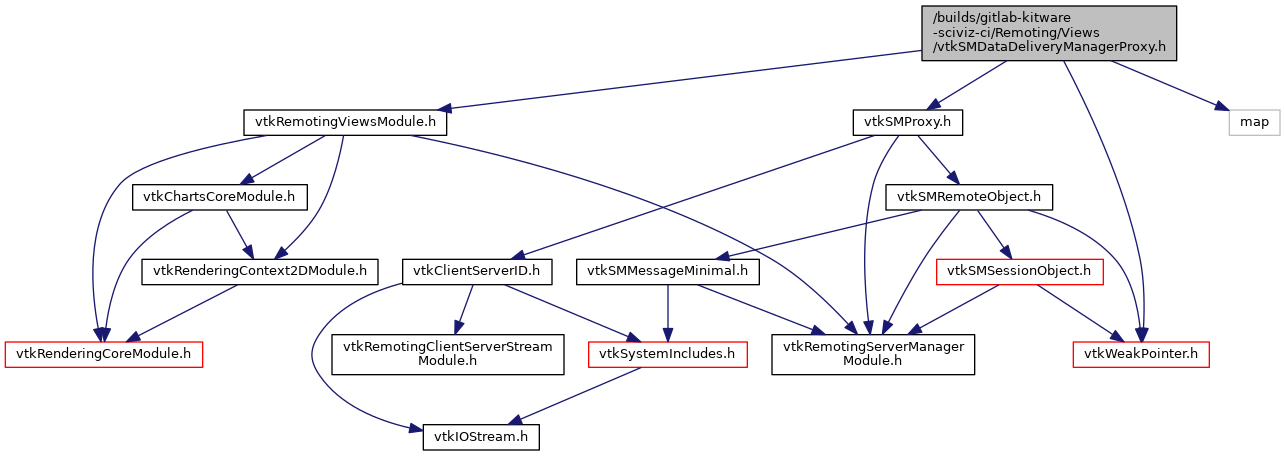 /builds/gitlab-kitware
-sciviz-ci/Remoting/Views
/vtkSMDataDeliveryManagerProxy.h
vtkRemotingViewsModule.h
vtkSMProxy.h
map
vtkChartsCoreModule.h
vtkSMRemoteObject.h
vtkRenderingContext2DModule.h
vtkClientServerID.h
vtkSMMessageMinimal.h
vtkSMSessionObject.h
vtkRenderingCoreModule.h
vtkRemotingClientServerStream
Module.h
vtkSystemIncludes.h
vtkRemotingServerManager
Module.h
vtkWeakPointer.h
vtkIOStream.h